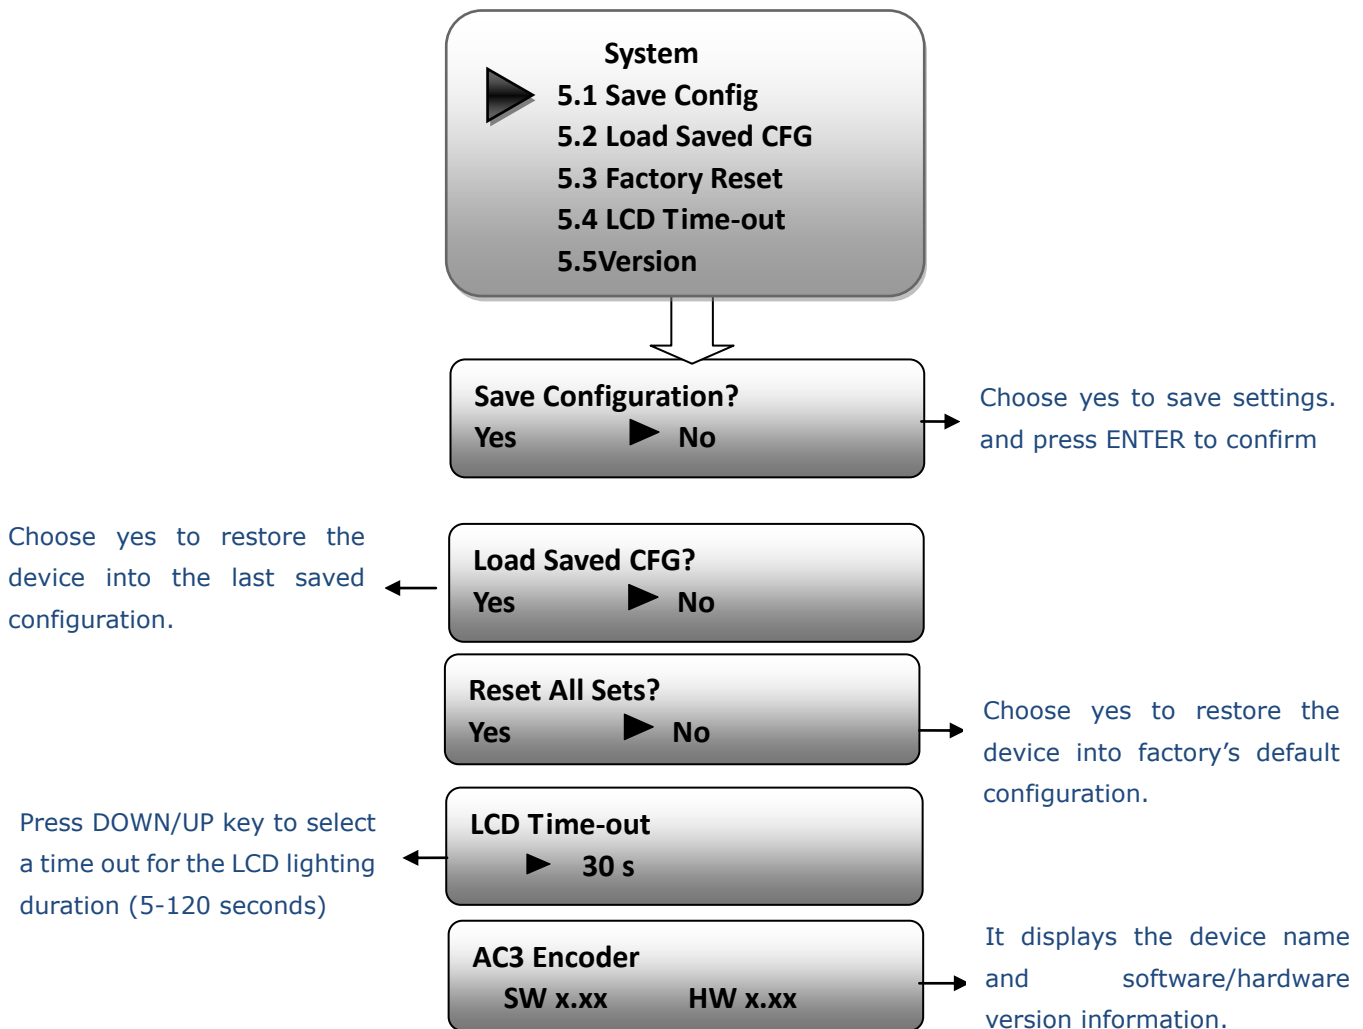 System
5.1 Save Config
5.2 Load Saved CFG
5.3 Factory Reset
5.4 LCD Time-out
5.5Version
Save Configuration?
Yes No
Choose yes to save settings.
and press ENTER to confirm
Choose yes to restore the
device into the last saved
configuration.
Load Saved CFG?
Yes No
Reset All Sets?
Yes No
Choose yes to restore the
device into factory’s default
configuration.
Press DOWN/UP key to select
a time out for the LCD lighting
duration (5-120 seconds)
LCD Time-out
30 s
AC3 Encoder
SW x.xx HW x.xx
It displays the device name
and software/hardware
version information.